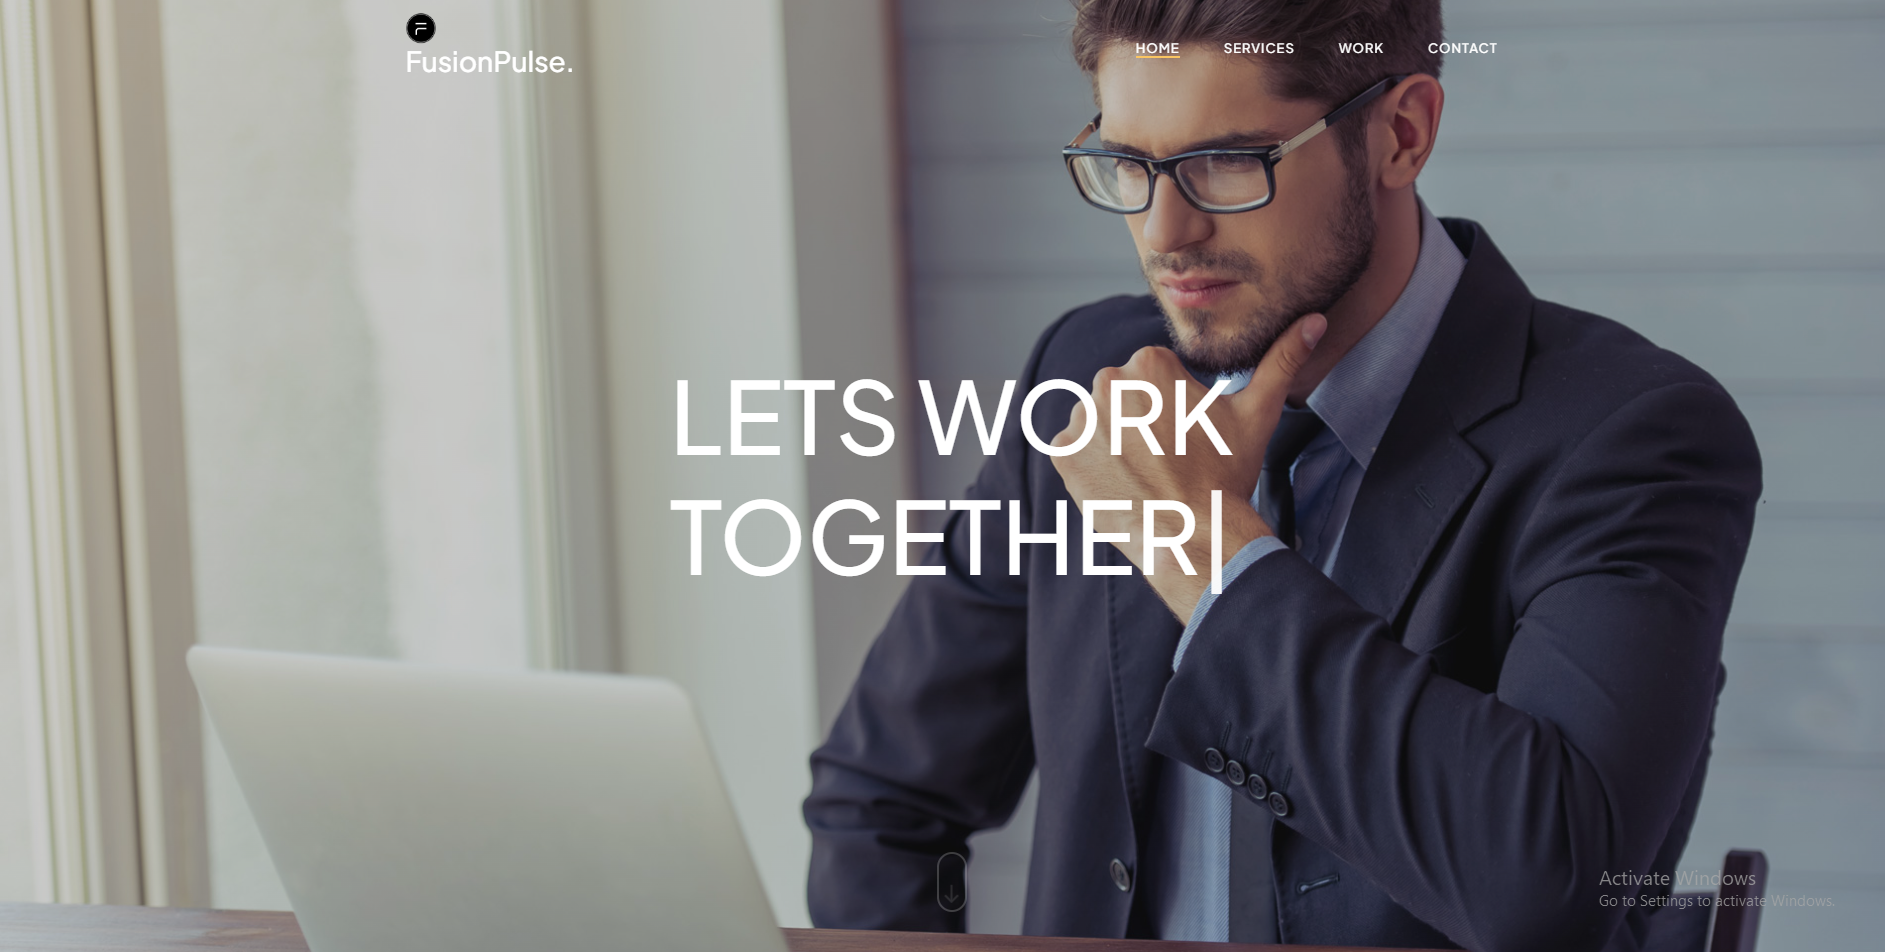 FusionPulse.
HOME SERVICES WORK CONTACT
LETS WORK
TOGETHER|
Activate Windows
Go to Settings to activate Windows.